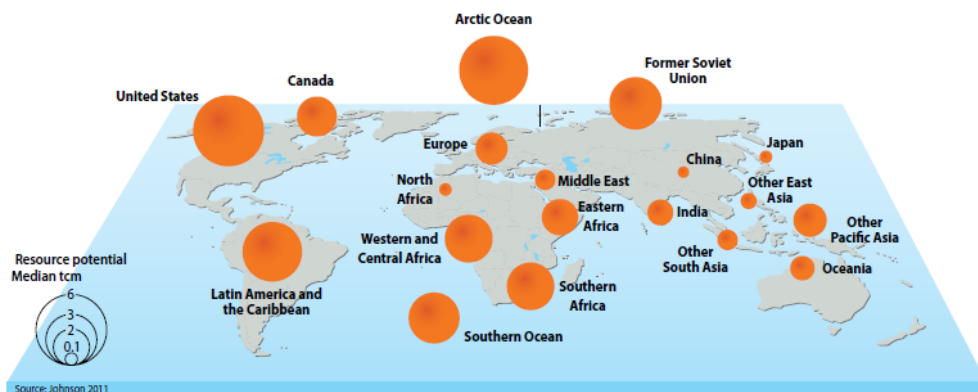 Arctic Ocean
Former Soviet
Union
Canada
United States
Europe
Japan
China
North
Africa
Middle East
Other East
Asia
Eastern
Africa
India
Other
Pacific Asia
Western and
Central Africa
Other
South Asia
Oceania
Resource potential
Median tcm
Latin America and
the Caribbean
Southern
Africa
6
3
2
0.1
Southern Ocean
Source: Johnson 2011